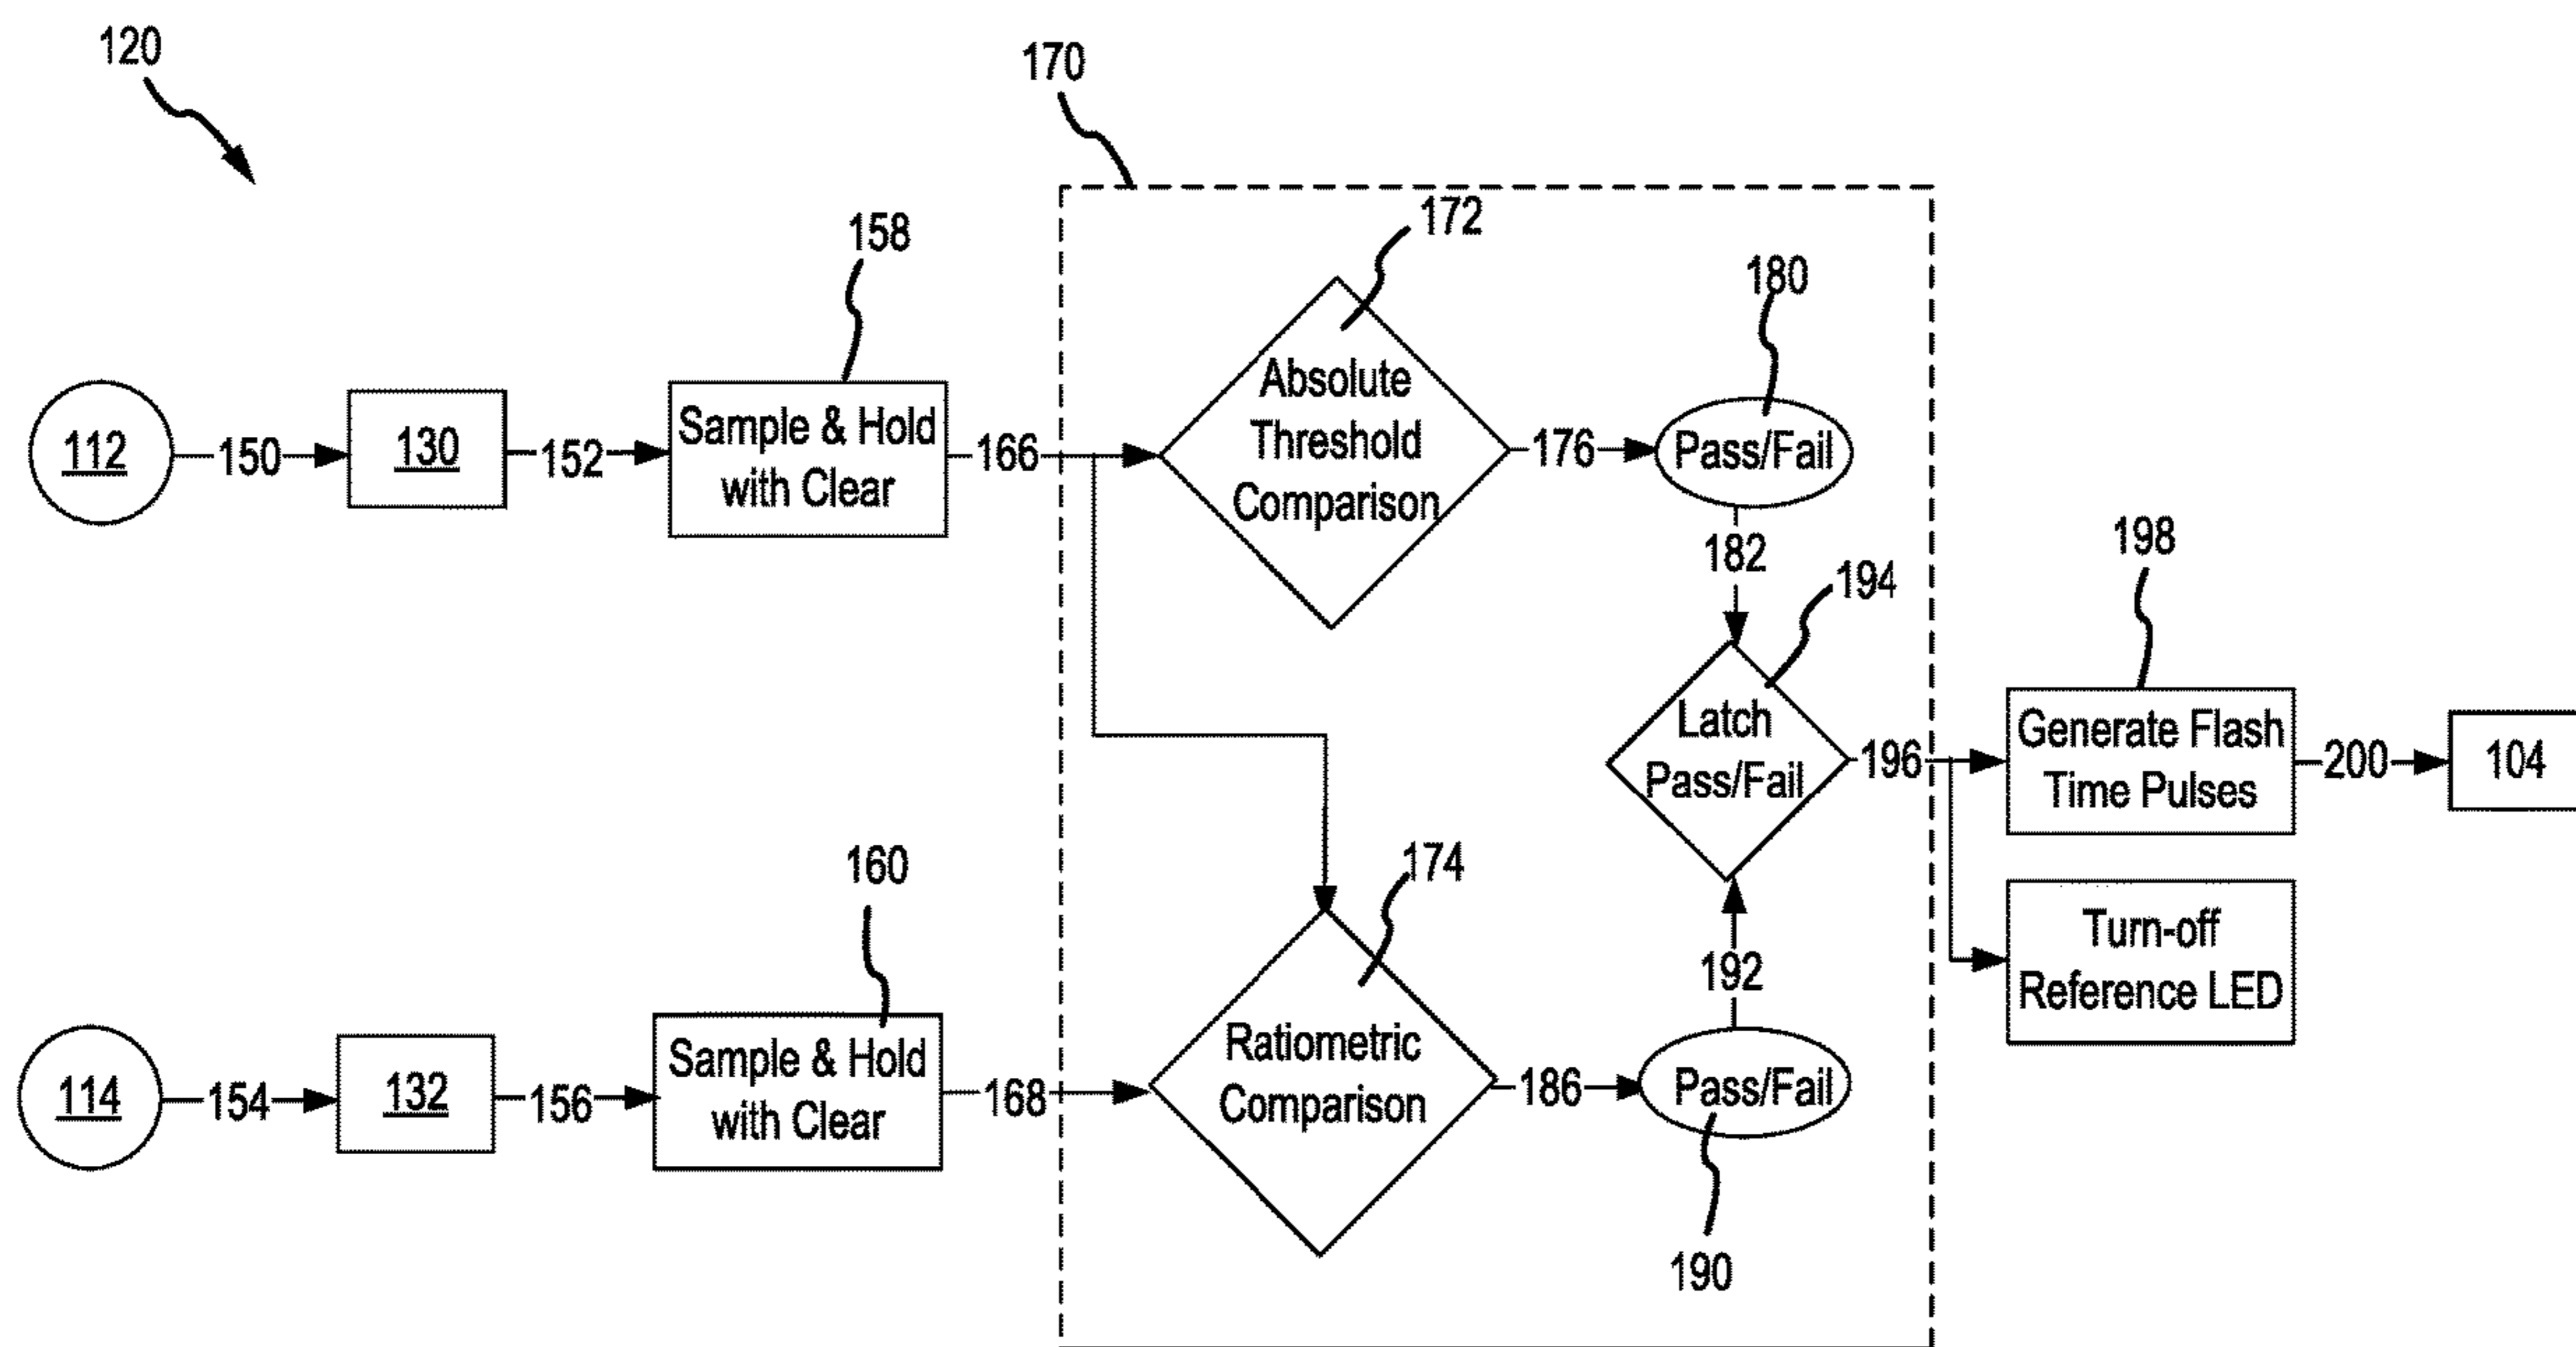 120
170
172
158
180
Absolute
Threshold
Comparison
112
150
130
152
Sample & Hold
with Clear
166
176
Pass/Fail
182
194
198
Latch
Pass/Fail
196
Generate Flash
Time Pulses
200
104
160
174
192
Turn-off
Reference LED
114
154
132
156
Sample & Hold
with Clear
168
Ratiometric
Comparison
186
Pass/Fail
190